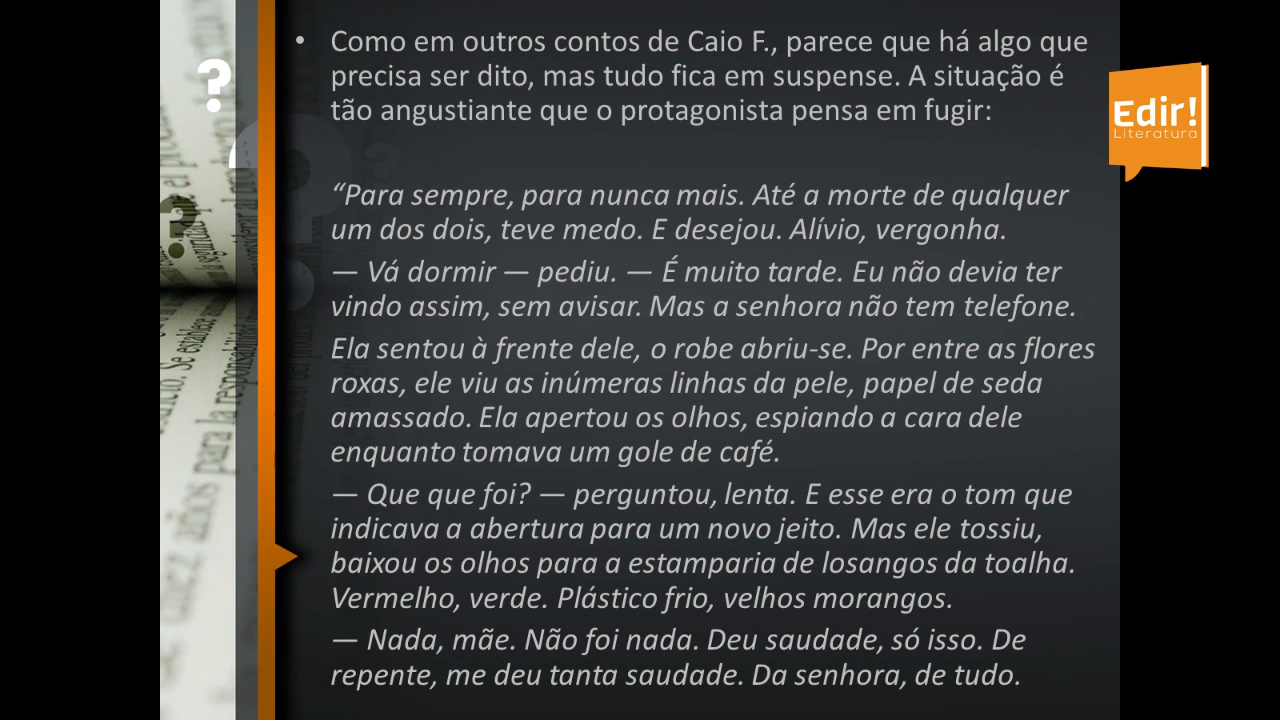 • Como em outros contos de Caio F., parece que há algo que
precisa ser dito, mas tudo fica em suspense. A situação é
tão angustiante que o protagonista pensa em fugir:
“Para sempre, para nunca mais. Até a morte de qualquer
um dos dois, teve medo. E desejou. Alívio, vergonha.
— Vá dormir — pediu. — É muito tarde. Eu não devia ter
vindo assim, sem avisar. Mas a senhora não tem telefone.
Ela sentou à frente dele, o robe abriu-se. Por entre as flores
roxas, ele viu as inúmeras linhas da pele, papel de seda
amassado. Ela apertou os olhos, espiando a cara dele
enquanto tomava um gole de café.
— Que que foi? — perguntou, lenta. E esse era o tom que
indicava a abertura para um novo jeito. Mas ele tossiu,
baixou os olhos para a estamparia de losangos da toalha.
Vermelho, verde. Plástico frio, velhos morangos.
— Nada, mãe. Não foi nada. Deu saudade, só isso. De
repente, me deu tanta saudade. Da senhora, de tudo.
Edir!
Literatura
?
?
años para la
Se establece